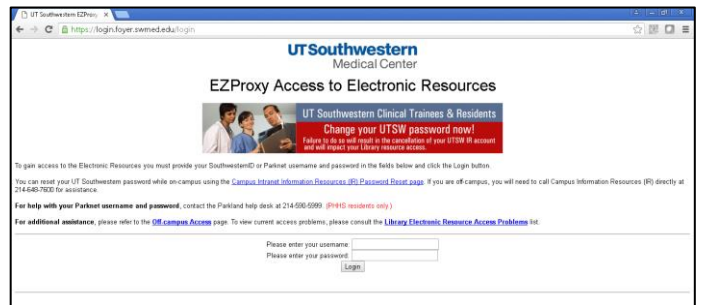 UT Southwestern EZProxy
https://login.foyer.swmed.edu/login
UTSouthwestern
Medical Center
EZProxy Access to Electronic Resources
UT Southwestern Clinical Trainees & Residents
Change your UTSW password now!
Failure to do so will result in the cancellation of your UTSW IR account
and will impact your Library resource access.
To gain access to the Electronic Resources you must provide your SouthwesternID or Parknet username and password in the fields below and click the Login button.
You can reset your UT Southwestern password while on-campus using the Campus Intranet Information Resources (IR) Password Reset page. If you are off-campus, you will need to call Campus Information Resources (IR) directly at
214-648-7600 for assistance.
For help with your Parknet username and password, contact the Parkland help desk at 214-590-5999. (PHHS residents only.)
For additional assistance, please refer to the Off-campus Access page. To view current access problems, please consult the Library Electronic Resource Access Problems list.
Please enter your username:
Please enter your password:
Login